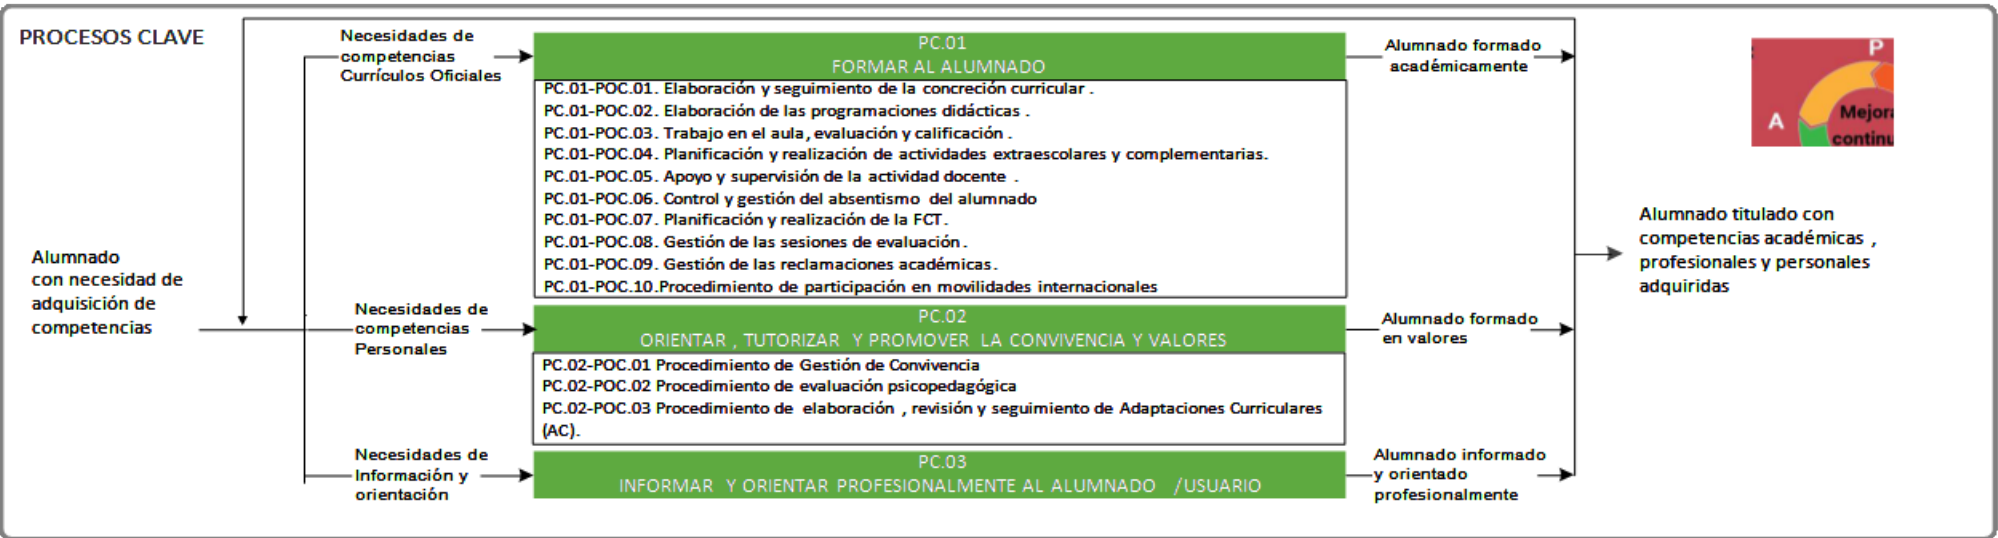 PROCESOS CLAVE
Alumnado
con necesidad de
adquisición de
competencias
Necesidades de
competencias
Currículos Oficiales
PC.01
FORMAR AL ALUMNADO
PC.01-POC.01. Elaboración y seguimiento de la concreción curricular .
PC.01-POC.02. Elaboración de las programaciones didácticas .
PC.01-POC.03. Trabajo en el aula, evaluación y calificación .
PC.01-POC.04. Planificación y realización de actividades extraescolares y complementarias.
PC.01-POC.05. Apoyo y supervisión de la actividad docente .
PC.01-POC.06. Control y gestión del absentismo del alumnado
PC.01-POC.07. Planificación y realización de la FCT.
PC.01-POC.08. Gestión de las sesiones de evaluación.
PC.01-POC.09. Gestión de las reclamaciones académicas.
PC.01-POC.10.Procedimiento de participación en movilidades internacionales
Alumnado formado
académicamente
Necesidades de
competencias
Personales
PC.02
ORIENTAR , TUTORIZAR Y PROMOVER LA CONVIVENCIA Y VALORES
PC.02-POC.01 Procedimiento de Gestión de Convivencia
PC.02-POC.02 Procedimiento de evaluación psicopedagógica
PC.02-POC.03 Procedimiento de elaboración , revisión y seguimiento de Adaptaciones Curriculares
(AC).
Alumnado formado
en valores
Necesidades de
Información y
orientación
PC.03
INFORMAR Y ORIENTAR PROFESIONALMENTE AL ALUMNADO /USUARIO
Alumnado informado
y orientado
profesionalmente
P
A
Mejora
continu
Alumnado titulado con
competencias académicas ,
profesionales y personales
adquiridas